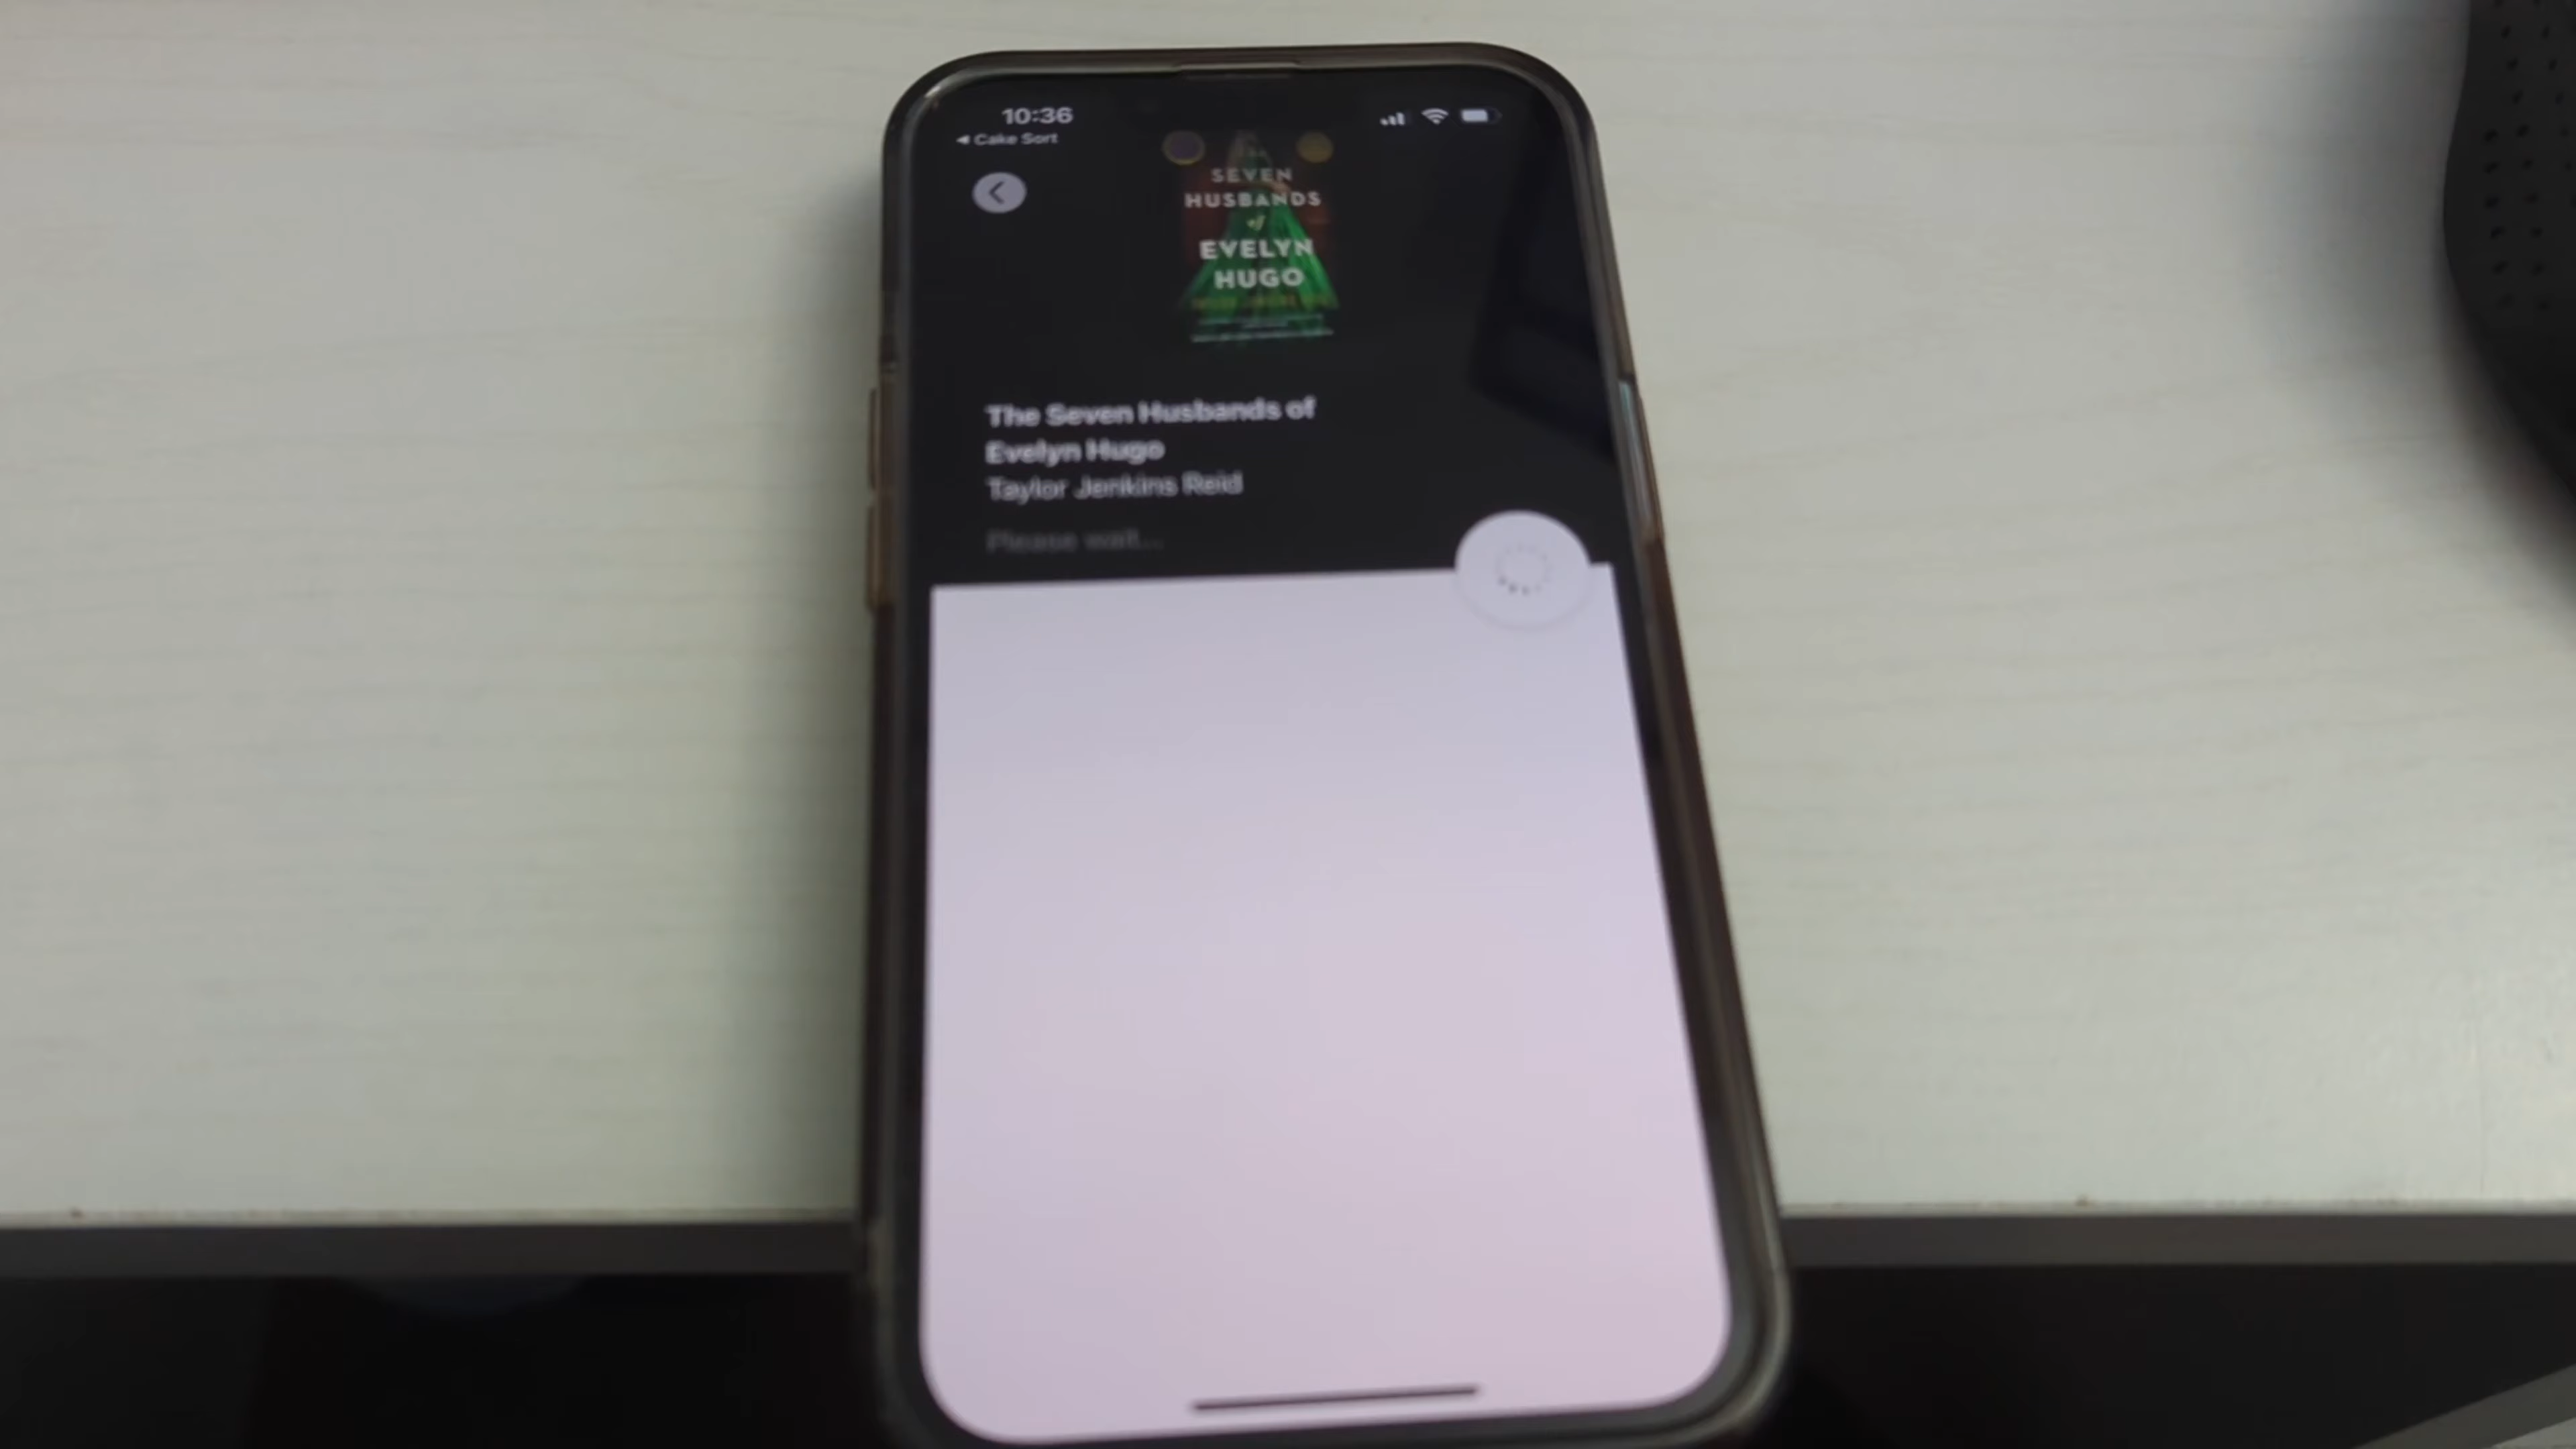 10:36
◀ Cake Sort
SEVEN
HUSBANDS
of
EVELYN
HUGO
The Seven Husbands of
Evelyn Hugo
Taylor Jenkins Reid
Please wait...